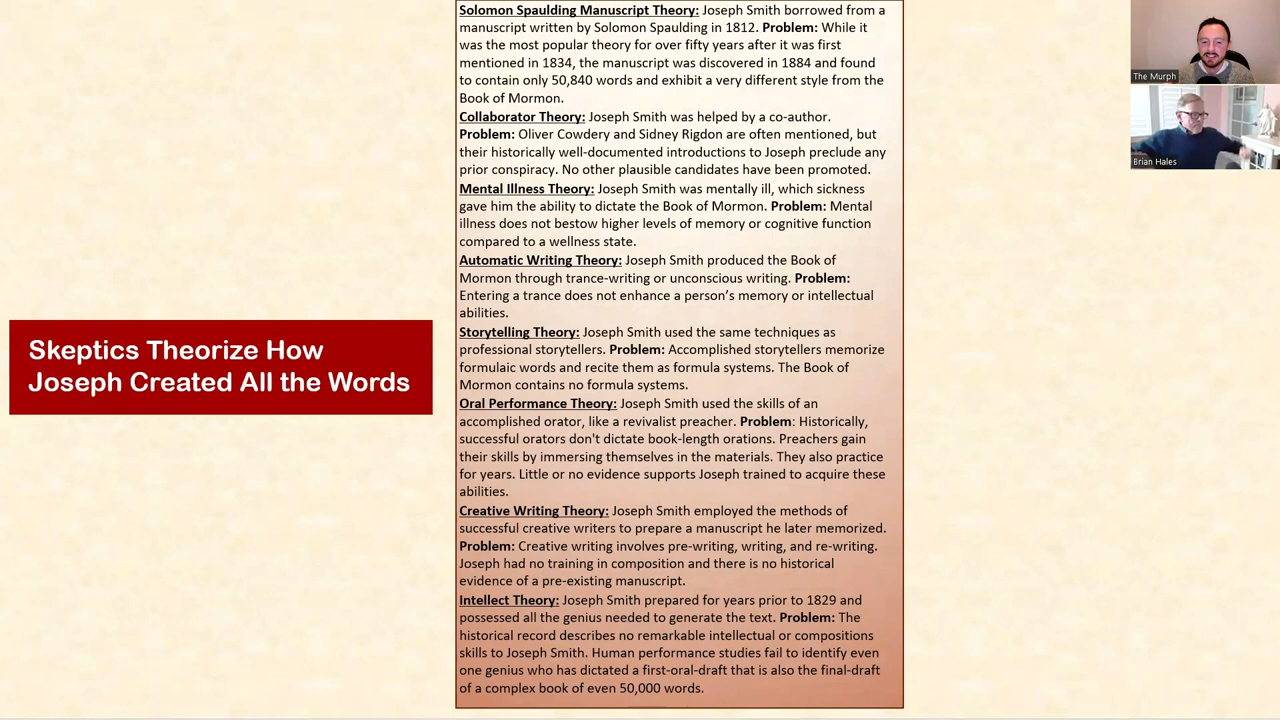 Skeptics Theorize How
Joseph Created All the Words
Solomon Spaulding Manuscript Theory: Joseph Smith borrowed from a
manuscript written by Solomon Spaulding in 1812. Problem: While it
was the most popular theory for over fifty years after it was first
mentioned in 1834, the manuscript was discovered in 1884 and found
to contain only 50,840 words and exhibit a very different style from the
Book of Mormon.
Collaborator Theory: Joseph Smith was helped by a co-author.
Problem: Oliver Cowdery and Sidney Rigdon are often mentioned, but
their historically well-documented introductions to Joseph preclude any
prior conspiracy. No other plausible candidates have been promoted.
Mental Illness Theory: Joseph Smith was mentally ill, which sickness
gave him the ability to dictate the Book of Mormon. Problem: Mental
illness does not bestow higher levels of memory or cognitive function
compared to a wellness state.
Automatic Writing Theory: Joseph Smith produced the Book of
Mormon through trance-writing or unconscious writing. Problem:
Entering a trance does not enhance a person's memory or intellectual
abilities.
Storytelling Theory: Joseph Smith used the same techniques as
professional storytellers. Problem: Accomplished storytellers memorize
formulaic words and recite them as formula systems. The Book of
Mormon contains no formula systems.
Oral Performance Theory: Joseph Smith used the skills of an
accomplished orator, like a revivalist preacher. Problem: Historically,
successful orators don't dictate book-length orations. Preachers gain
their skills by immersing themselves in the materials. They also practice
for years. Little or no evidence supports Joseph trained to acquire these
abilities.
Creative Writing Theory: Joseph Smith employed the methods of
successful creative writers to prepare a manuscript he later memorized.
Problem: Creative writing involves pre-writing, writing, and re-writing.
Joseph had no training in composition and there is no historical
evidence of a pre-existing manuscript.
Intellect Theory: Joseph Smith prepared for years prior to 1829 and
possessed all the genius needed to generate the text. Problem: The
historical record describes no remarkable intellectual or compositions
skills to Joseph Smith. Human performance studies fail to identify even
one genius who has dictated a first-oral-draft that is also the final-draft
of a complex book of even 50,000 words.
The Murph
Brian Hales